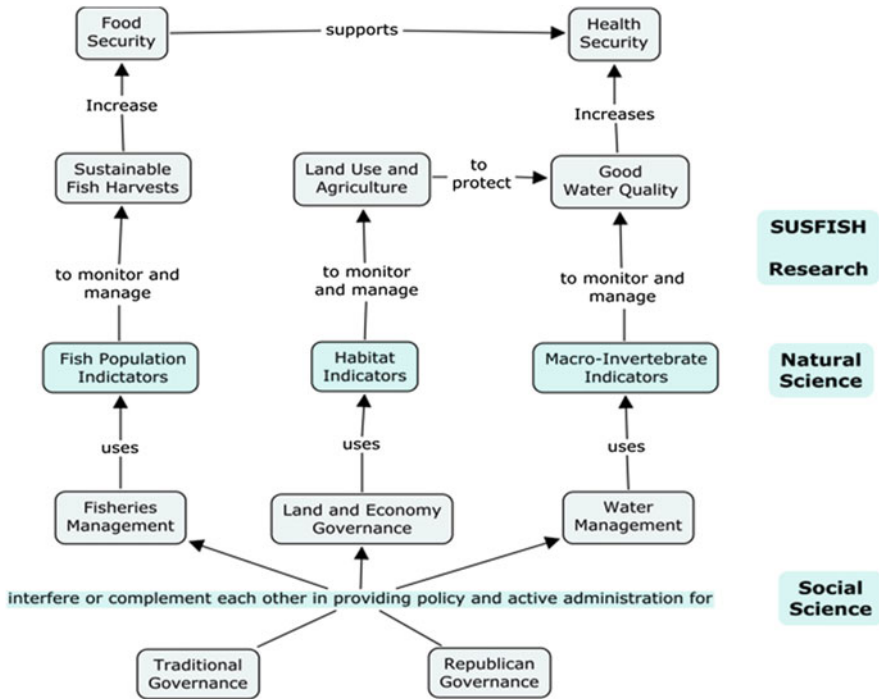 Food
Security
supports
Health
Security
Increase
Increases
Sustainable
Fish Harvests
Land Use and
Agriculture
to
protect
Good
Water Quality
SUSFISH
Research
to monitor and
manage
to monitor
and manage
to monitor and
manage
Fish Population
Indictators
Habitat
Indicators
Macro-Invertebrate
Indicators
Natural
Science
uses
uses
uses
Fisheries
Management
Land and Economy
Governance
Water
Management
interfere or complement each other in providing policy and active administration for
Social
Science
Traditional
Governance
Republican
Governance